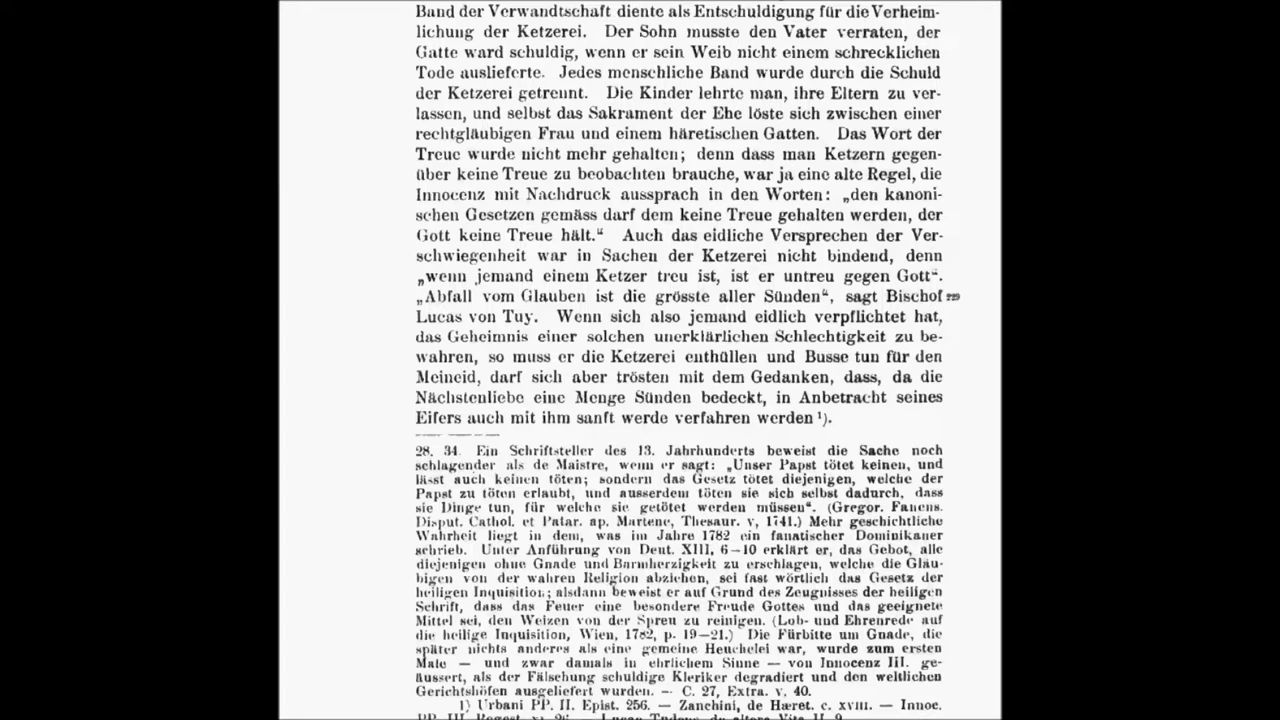 Band der Verwandtschaft diente als Entschuldigung für die Verheim-
lichung der Ketzerei. Der Sohn musste den Vater verraten, der
Gatte ward schuldig, wenn er sein Weib nicht einem schrecklichen
Tode auslieferte. Jedes menschliche Band wurde durch die Schuld
der Ketzerei getrennt. Die Kinder lehrte man, ihre Eltern zu ver-
lassen, und selbst das Sakrament der Ehe löste sich zwischen einer
rechtgläubigen Frau und einem häretischen Gatten. Das Wort der
Treue wurde nicht mehr gehalten; denn dass man Ketzern gegen-
über keine Treue zu beobachten brauche, war ja eine alte Regel, die
Innocenz mit Nachdruck aussprach in den Worten: „den kanoni-
schen Gesetzen gemäss darf dem keine Treue gehalten werden, der
Gott keine Treue hält.“ Auch das eidliche Versprechen der Ver-
schwiegenheit war in Sachen der Ketzerei nicht bindend, denn
„wenn jemand einem Ketzer treu ist, ist er untreu gegen Gott“.
„Abfall vom Glauben ist die grösste aller Sünden“, sagt Bischof 229
Lucas von Tuy. Wenn sich also jemand eidlich verpflichtet hat,
das Geheimnis einer solchen unerklärlichen Schlechtigkeit zu be-
wahren, so muss er die Ketzerei enthüllen und Busse tun für den
Meineid, darf sich aber trösten mit dem Gedanken, dass, da die
Nächstenliebe eine Menge Sünden bedeckt, in Anbetracht seines
Eifers auch mit ihm sanft werde verfahren werden ¹).
28. 34. Ein Schriftsteller des 13. Jahrhunderts beweist die Sache noch
schlagender als de Maistre, wenn er sagt: „Unser Papst tötet keinen, und
lässt auch keinen töten; sondern das Gesetz tötet diejenigen, welche der
Papst zu töten erlaubt, und ausserdem töten sie sich selbst dadurch, dass
sie Dinge tun, für welche sie getötet werden müssen“. (Gregor. Fanens.
Disput. Cathol. et Patar. ap. Martene, Thesaur. v, 1741.) Mehr geschichtliche
Wahrheit liegt in dem, was im Jahre 1782 ein fanatischer Dominikaner
schrieb. Unter Anführung von Deut. XIII, 6—10 erklärt er, das Gebot, alle
diejenigen ohne Gnade und Barmherzigkeit zu erschlagen, welche die Gläu-
bigen von der wahren Religion abziehen, sei fast wörtlich das Gesetz der
heiligen Inquisition; alsdann beweist er auf Grund des Zeugnisses der heiligen
Schrift, dass das Feuer eine besondere Freude Gottes und das geeignete
Mittel sei, den Weizen von der Spreu zu reinigen. (Lob- und Ehrenrede auf
die heilige Inquisition, Wien, 1782, p. 19—21.) Die Fürbitte um Gnade, die
später nichts anderes als eine gemeine Heuchelei war, wurde zum ersten
Male — und zwar damals in ehrlichem Sinne — von Innocenz III. ge-
äussert, als der Fälschung schuldige Kleriker degradiert und den weltlichen
Gerichtshöfen ausgeliefert wurden. — C. 27, Extra. v, 40.
1) Urbani PP. II. Epist. 256. — Zanchini, de Hæret. c. XVIII. — Innoc.
PP. III. Regest.